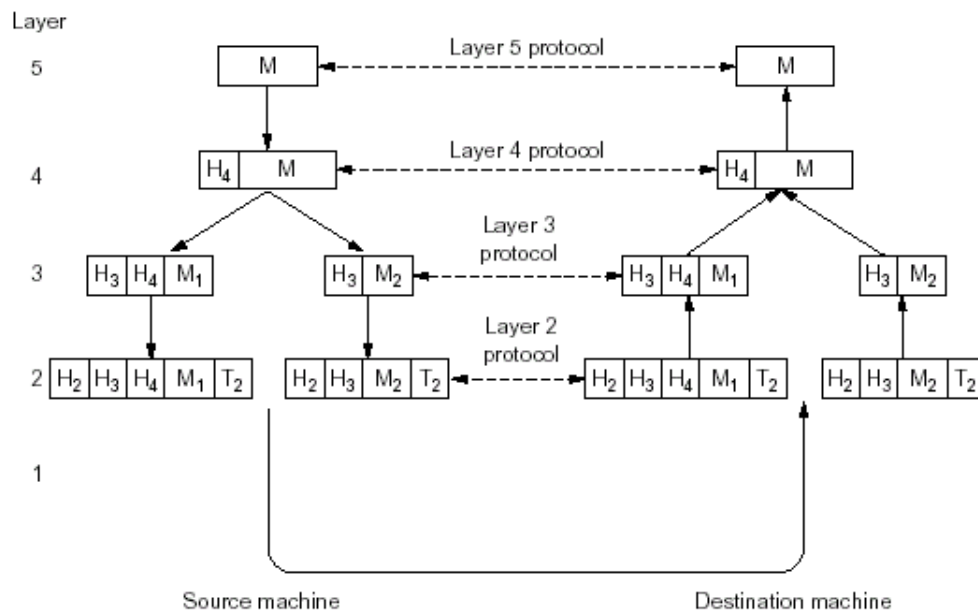 Layer
Layer 5 protocol
5 M M
Layer 4 protocol
4 H4 M H4 M
Layer 3
protocol
3 H3 H4 M1 H3 M2 H3 H4 M1 H3 M2
Layer 2
protocol
2 H2 H3 H4 M1 T2 H2 H3 M2 T2 H2 H3 H4 M1 T2 H2 H3 M2 T2
1
Source machine Destination machine